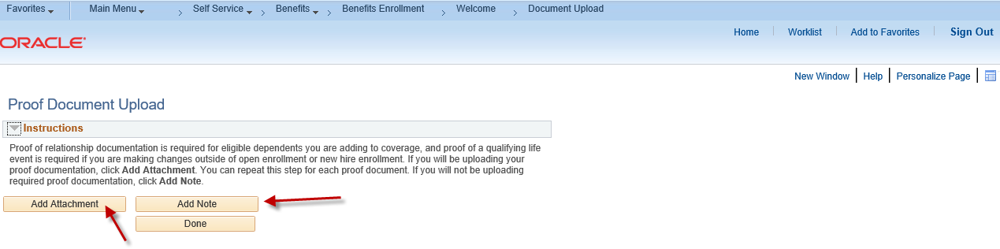 Favorites Main Menu > Self Service > Benefits > Benefits Enrollment > Welcome > Document Upload
ORACLE®
Home Worklist Add to Favorites Sign Out
New Window Help Personalize Page
Proof Document Upload
Instructions
Proof of relationship documentation is required for eligible dependents you are adding to coverage, and proof of a qualifying life
event is required if you are making changes outside of open enrollment or new hire enrollment. If you will be uploading your
proof documentation, click Add Attachment. You can repeat this step for each proof document. If you will not be uploading
required proof documentation, click Add Note.
Add Attachment Add Note
Done